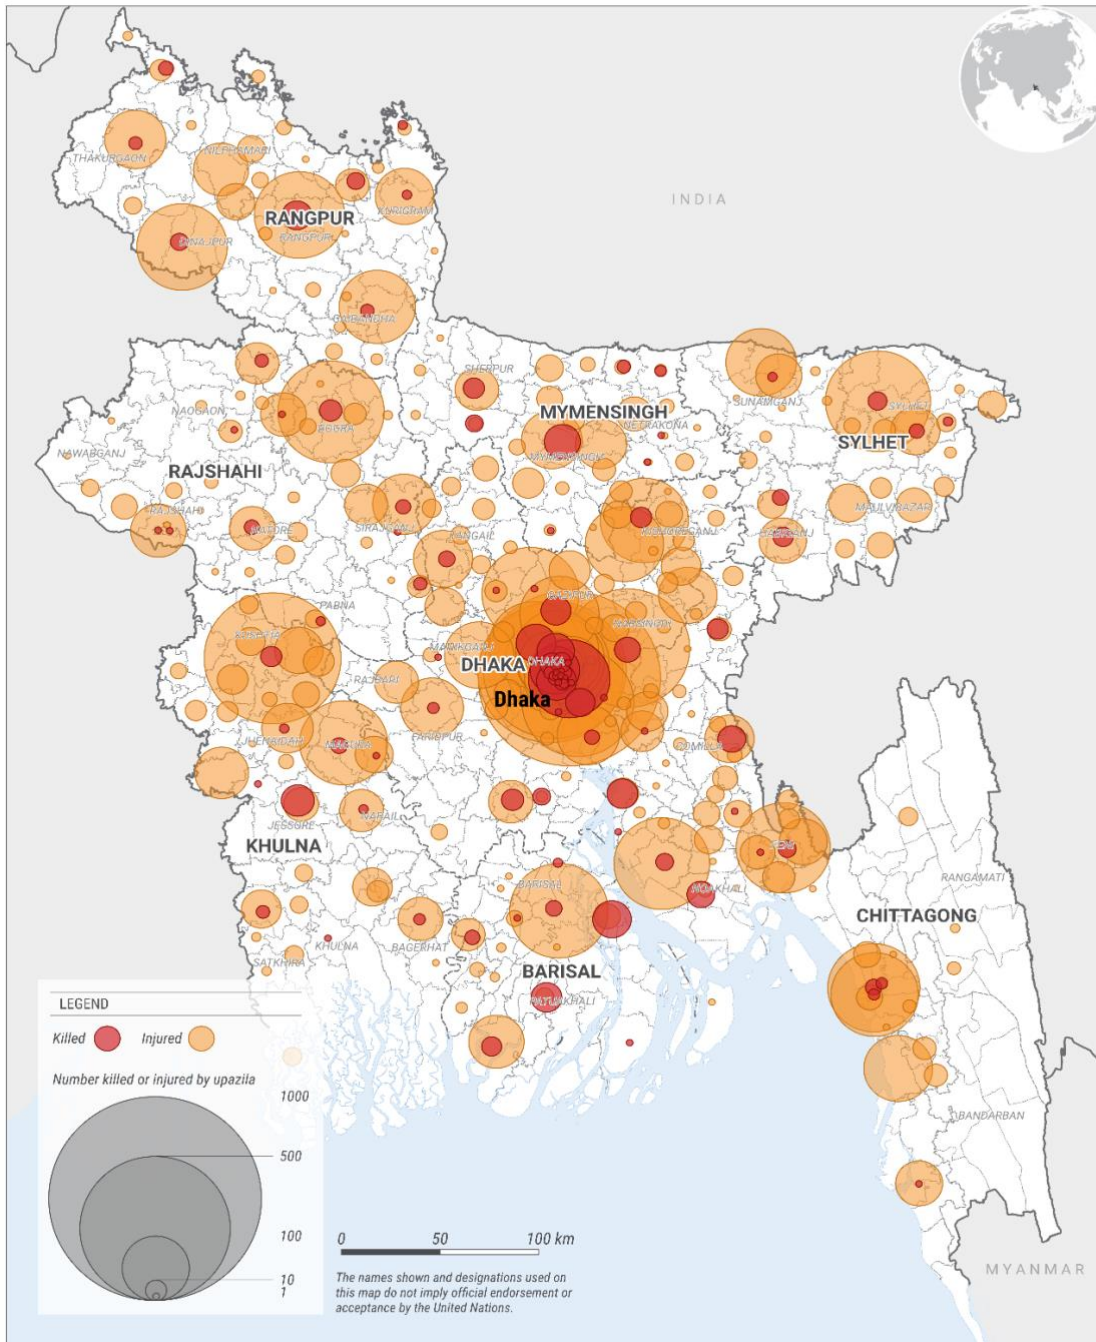 INDIA
THAKURGAON
NILPHAMARI
KURIGRAM
RANGPUR
RANGPUR
DINAJPUR
GAIBANDHA
SHERPUR
SUNAMGANJ
SYLHET
MYMENSINGH
NETRAKONA
NAOGAON
BOGRA
SYLHET
MYMENSINGH
NAWABGANJ
RAJSHAHI
RAJSHAHI
SIRAJGANJ
MAULVIBAZAR
NATORE
TANGAIL
KISHOREGANJ
HABIGANJ
GAZIPUR
PABNA
NARSINGDI
KUSHTIA
MANIKGANJ
DHAKA
DHAKA
RAJBARI
Dhaka
JHENAIDAH
MAGURA
FARIDPUR
COMILLA
NARAIL
JESSORE
KHULNA
FENI
RANGAMATI
BARISAL
NOAKHALI
CHITTAGONG
KHULNA
BAGERHAT
SATKHIRA
BARISAL
PATUAKHALI
LEGEND
Killed
Injured
Number killed or injured by upazila
1000
500
100
10
1
BANDARBAN
0 50 100 km
The names shown and designations used on
this map do not imply official endorsement or
acceptance by the United Nations.
MYANMAR